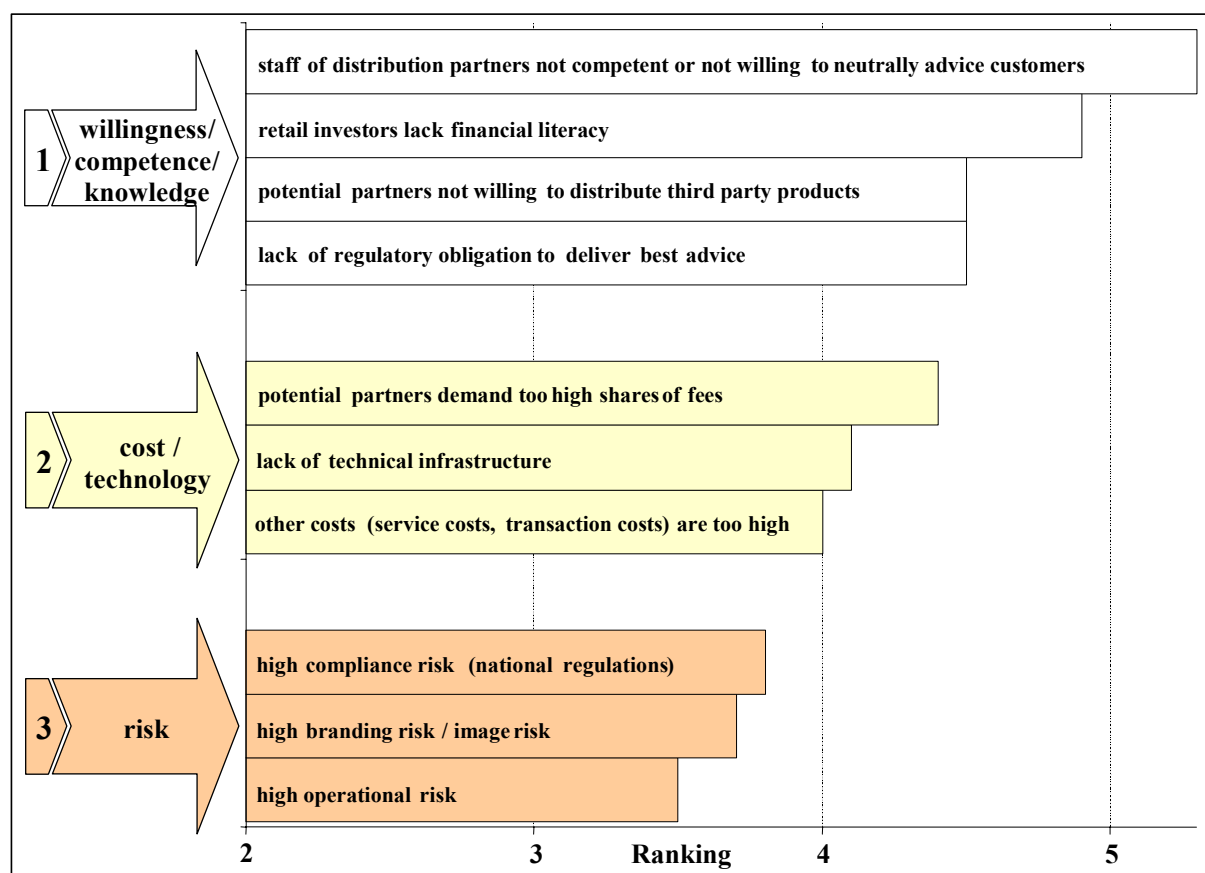 staff of distribution partners not competent or not willing to neutrally advice customers
1
willingness/
competence/
knowledge
retail investors lack financial literacy
potential partners not willing to distribute third party products
lack of regulatory obligation to deliver best advice
2
cost /
technology
potential partners demand too high shares of fees
lack of technical infrastructure
other costs (service costs, transaction costs) are too high
3
risk
high compliance risk (national regulations)
high branding risk / image risk
high operational risk
2 3 Ranking 4 5